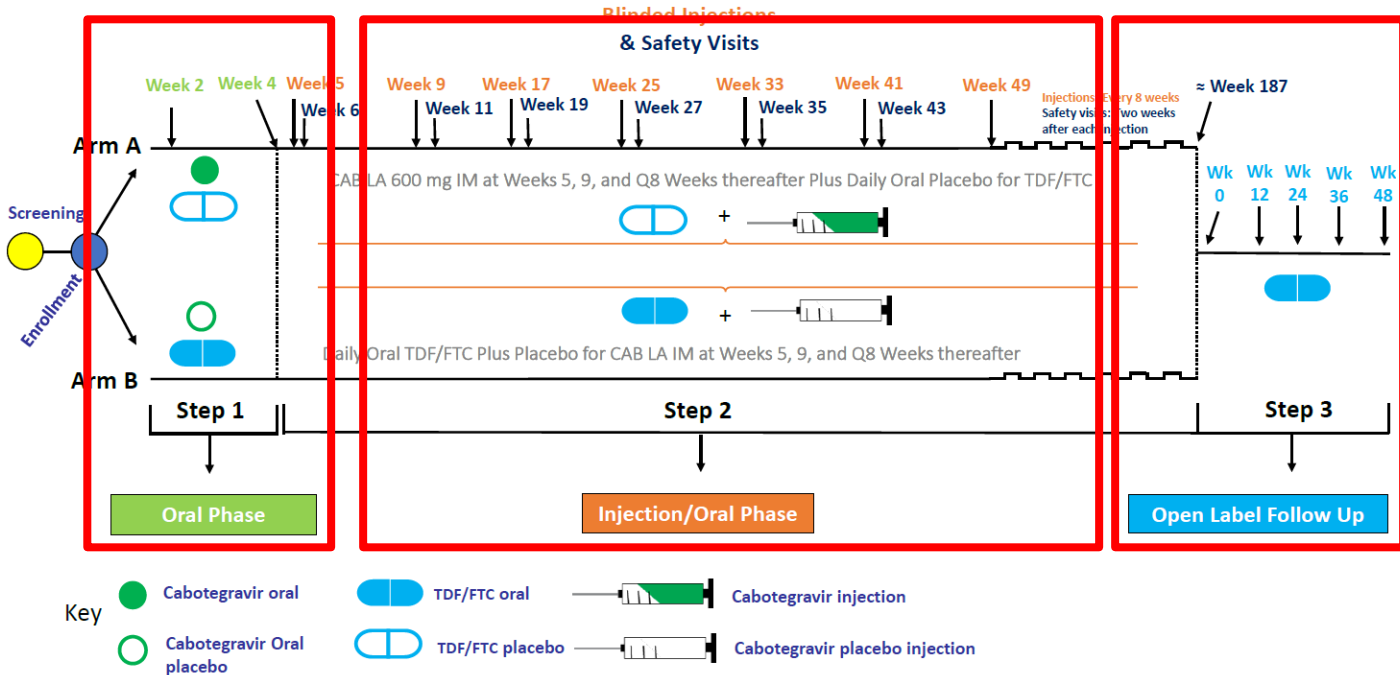 Blinded Injections
& Safety Visits
Week 2
Week 4
Week 5
Week 6
Week 9
Week 11
Week 17
Week 19
Week 25
Week 27
Week 33
Week 35
Week 41
Week 43
Week 49
Injections: Every 8 weeks
Safety visits: Two weeks
after each injection
≈ Week 187
Arm A
CAB LA 600 mg IM at Weeks 5, 9, and Q8 Weeks thereafter Plus Daily Oral Placebo for TDF/FTC
Wk
0
Wk
12
Wk
24
Wk
36
Wk
48
Screening
+
Enrollment
+
Daily Oral TDF/FTC Plus Placebo for CAB LA IM at Weeks 5, 9, and Q8 Weeks thereafter
Arm B
Step 1
Step 2
Step 3
Oral Phase
Injection/Oral Phase
Open Label Follow Up
Key
Cabotegravir oral
TDF/FTC oral
Cabotegravir injection
Cabotegravir Oral
placebo
TDF/FTC placebo
Cabotegravir placebo injection